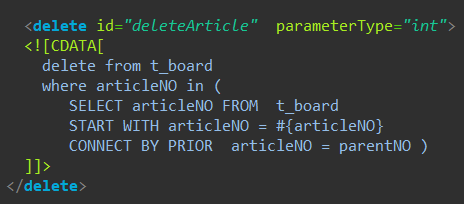 <delete id="deleteArticle"  parameterType="int">
<![CDATA[
delete from t_board
where articleNO in (
SELECT articleNO FROM  t_board
START WITH articleNO = #{articleNO}
CONNECT BY PRIOR  articleNO = parentNO )
]]>
</delete>